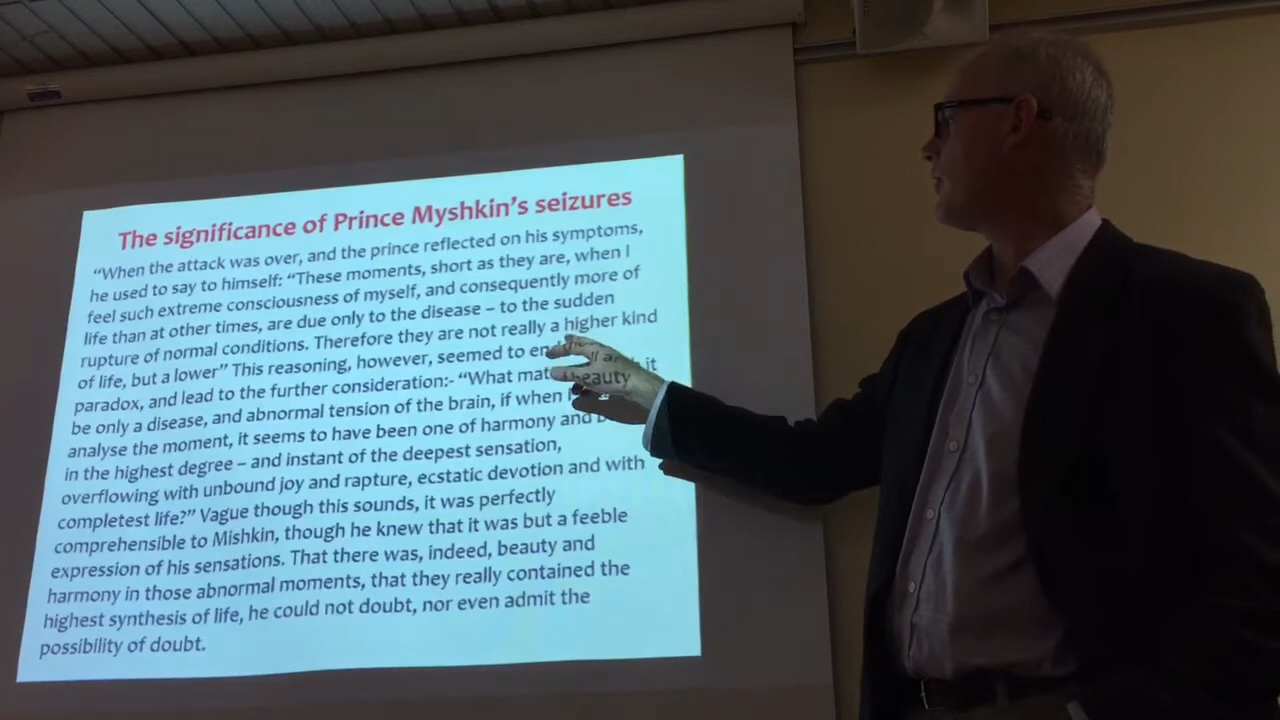 The significance of Prince Myshkin's seizures
“When the attack was over, and the prince reflected on his symptoms,
he used to say to himself: “These moments, short as they are, when I
feel such extreme consciousness of myself, and consequently more of
life than at other times, are due only to the disease – to the sudden
rupture of normal conditions. Therefore they are not really a higher kind
of life, but a lower” This reasoning, however, seemed to
paradox, and lead to the further consideration:- “What it
be only a disease, and abnormal tension of the brain, if when
analyse the moment, it seems to have been one of harmony and beauty
in the highest degree – and instant of the deepest sensation,
overflowing with unbound joy and rapture, ecstatic devotion and with
completest life?” Vague though this sounds, it was perfectly
comprehensible to Mishkin, though he knew that it was but a feeble
expression of his sensations. That there was, indeed, beauty and
harmony in those abnormal moments, that they really contained the
highest synthesis of life, he could not doubt, nor even admit the
possibility of doubt.